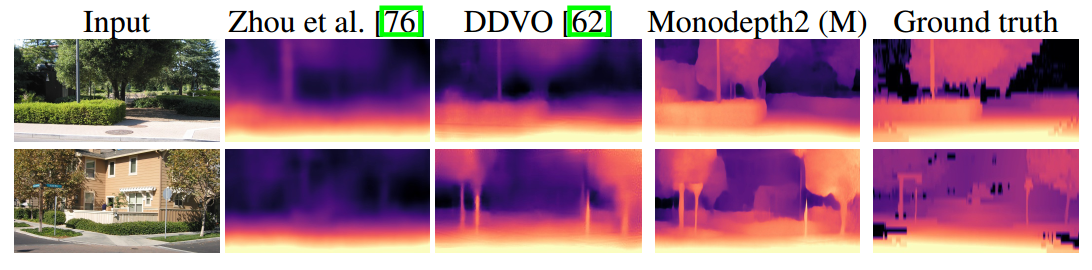 Input
Zhou et al. [76]
DDVO [62]
Monodepth2 (M)
Ground truth